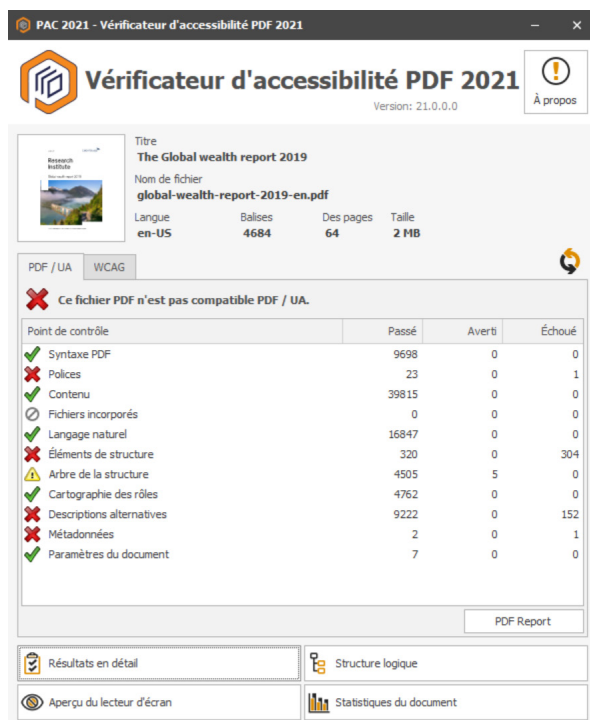 PAC 2021 - Vérificateur d'accessibilité PDF 2021
Vérificateur d'accessibilité PDF 2021
Version: 21.0.0.0
À propos
Research
Institute
Titre
The Global wealth report 2019
Nom de fichier
global-wealth-report-2019-en.pdf
Langue Balises Des pages Taille
en-US 4684 64 2 MB
PDF / UA WCAG
Ce fichier PDF n'est pas compatible PDF / UA.
Point de contrôle Passé Averti Échoué
Syntaxe PDF 9698 0 0
Polices 23 0 1
Contenu 39815 0 0
Fichiers incorporés 0 0 0
Langage naturel 16847 0 0
Éléments de structure 320 0 304
Arbre de la structure 4505 5 0
Cartographie des rôles 4762 0 0
Descriptions alternatives 9222 0 152
Métadonnées 2 0 1
Paramètres du document 7 0 0
PDF Report
Résultats en détail
Structure logique
Aperçu du lecteur d'écran
Statistiques du document